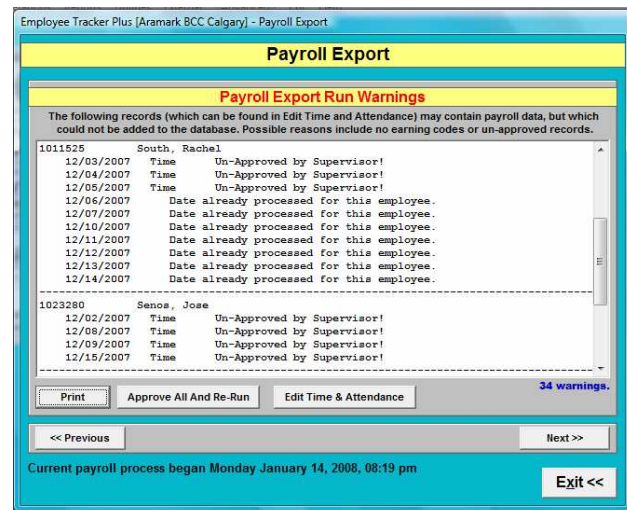 Employee Tracker Plus [Aramark BCC Calgary] - Payroll Export
Payroll Export
Payroll Export Run Warnings
The following records (which can be found in Edit Time and Attendance) may contain payroll data, but which
could not be added to the database. Possible reasons include no earning codes or un-approved records.
1011525 South, Rachel
12/03/2007 Time Un-Approved by Supervisor!
12/04/2007 Time Un-Approved by Supervisor!
12/05/2007 Time Un-Approved by Supervisor!
12/06/2007 Date already processed for this employee.
12/07/2007 Date already processed for this employee.
12/10/2007 Date already processed for this employee.
12/11/2007 Date already processed for this employee.
12/12/2007 Date already processed for this employee.
12/13/2007 Date already processed for this employee.
12/14/2007 Date already processed for this employee.
1023280 Senos, Jose
12/02/2007 Time Un-Approved by Supervisor!
12/08/2007 Time Un-Approved by Supervisor!
12/09/2007 Time Un-Approved by Supervisor!
12/15/2007 Time Un-Approved by Supervisor!
34 warnings.
Print Approve All And Re-Run Edit Time & Attendance
<< Previous Next >>
Current payroll process began Monday January 14, 2008, 08:19 pm
Exit <<